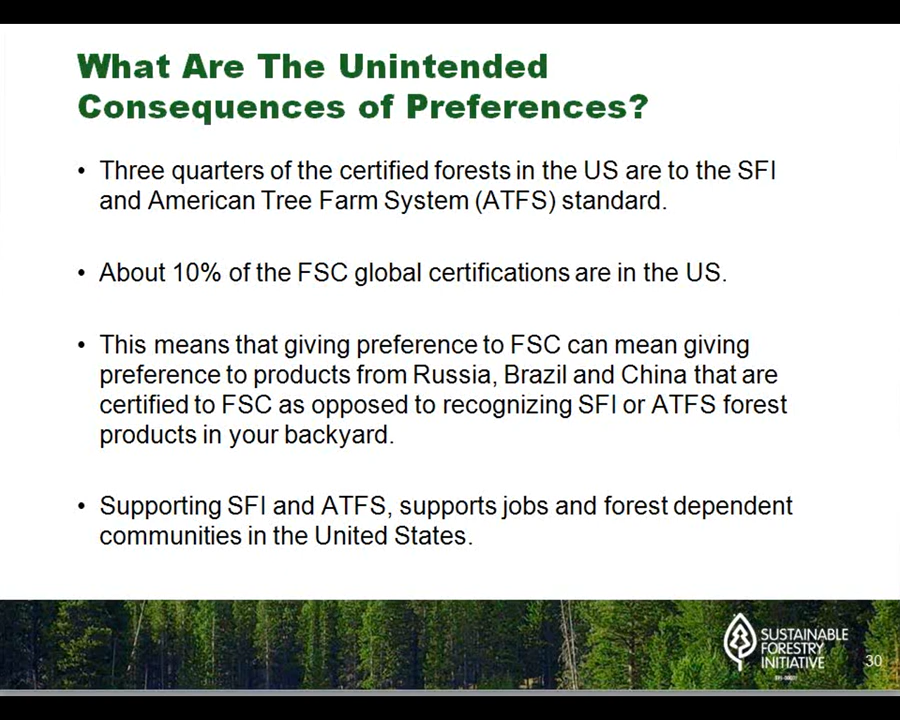 What Are The Unintended
Consequences of Preferences?
• Three quarters of the certified forests in the US are to the SFI
and American Tree Farm System (ATFS) standard.
• About 10% of the FSC global certifications are in the US.
• This means that giving preference to FSC can mean giving
preference to products from Russia, Brazil and China that are
certified to FSC as opposed to recognizing SFI or ATFS forest
products in your backyard.
• Supporting SFI and ATFS, supports jobs and forest dependent
communities in the United States.
SUSTAINABLE
FORESTRY
INITIATIVE
30